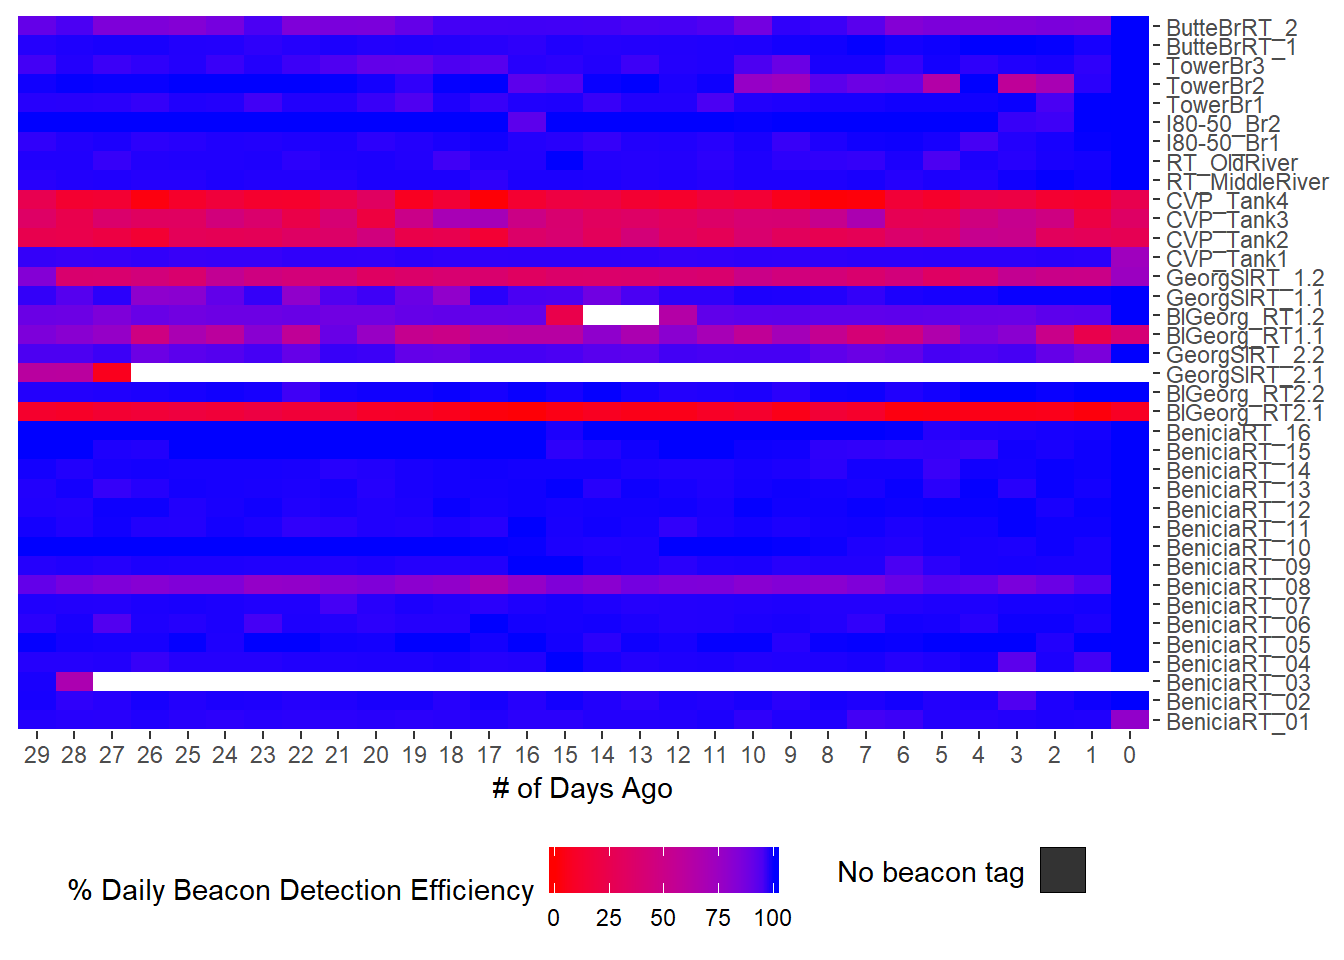 ButteBrRT_2
ButteBrRT_1
TowerBr3
TowerBr2
TowerBr1
I80-50_Br2
I80-50_Br1
RT_OldRiver
RT_MiddleRiver
CVP_Tank4
CVP_Tank3
CVP_Tank2
CVP_Tank1
GeorgSlRT_1.2
GeorgSlRT_1.1
BlGeorg_RT1.2
BlGeorg_RT1.1
GeorgSlRT_2.2
GeorgSlRT_2.1
BlGeorg_RT2.2
BlGeorg_RT2.1
BeniciaRT_16
BeniciaRT_15
BeniciaRT_14
BeniciaRT_13
BeniciaRT_12
BeniciaRT_11
BeniciaRT_10
BeniciaRT_09
BeniciaRT_08
BeniciaRT_07
BeniciaRT_06
BeniciaRT_05
BeniciaRT_04
BeniciaRT_03
BeniciaRT_02
BeniciaRT_01
29 28 27 26 25 24 23 22 21 20 19 18 17 16 15 14 13 12 11 10 9 8 7 6 5 4 3 2 1 0
# of Days Ago
% Daily Beacon Detection Efficiency
0 25 50 75 100
No beacon tag